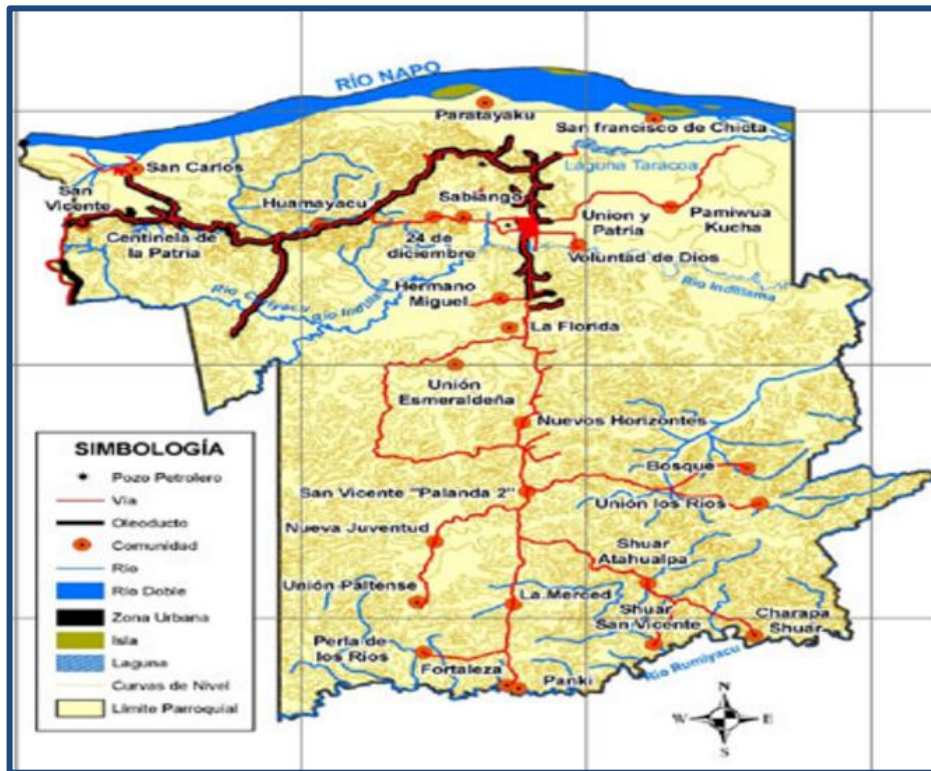 RÍO NAPO
Paratayaku
San francisco de Chicta
San Carlos
Laguna Taracoa
San
Vicente
Huamayacu
Sabiango
Union y
Patria
Pamiwua
Kucha
Centinela de
la Patria
24 de
diciembre
Voluntad de Dios
Río Indillama
Río Indillama
Hermano
Miguel
La Florida
Unión
Esmeraldeña
Nuevos Horizontes
Bosque
San Vicente "Palanda 2"
Unión los Ríos
Nueva Juventud
Shuar
Atahualpa
Unión Paltense
La Merced
Shuar
San Vicente
Charapa
Shuar
Perla de
los Ríos
Fortaleza
Panki
Río Rumiyacu
SIMBOLOGÍA
Pozo Petrolero
Vía
Oleoducto
Comunidad
Río
Río Doble
Zona Urbana
Isla
Laguna
Curvas de Nivel
Límite Parroquial
N
W
E
S